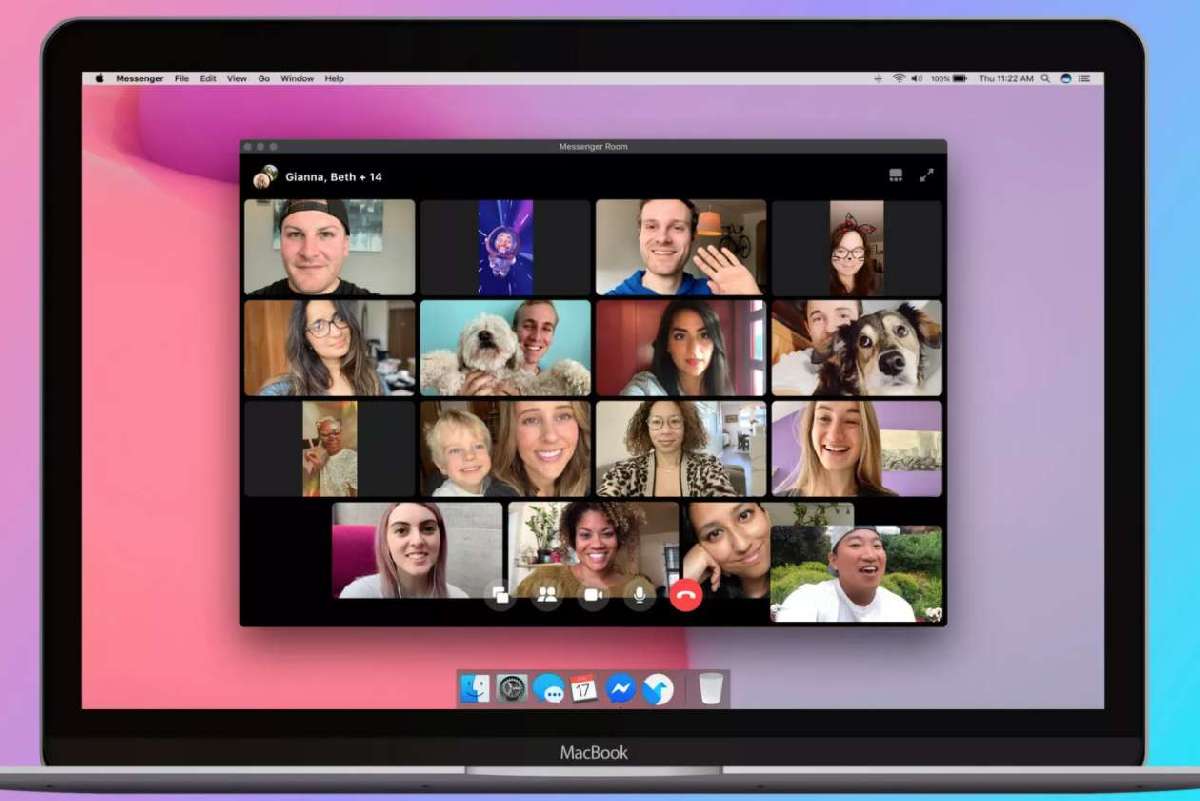 Messenger File Edit View Go Window Help 100% Thu 11:22 AM
Messenger Room
Gianna, Beth + 14
17
MacBook